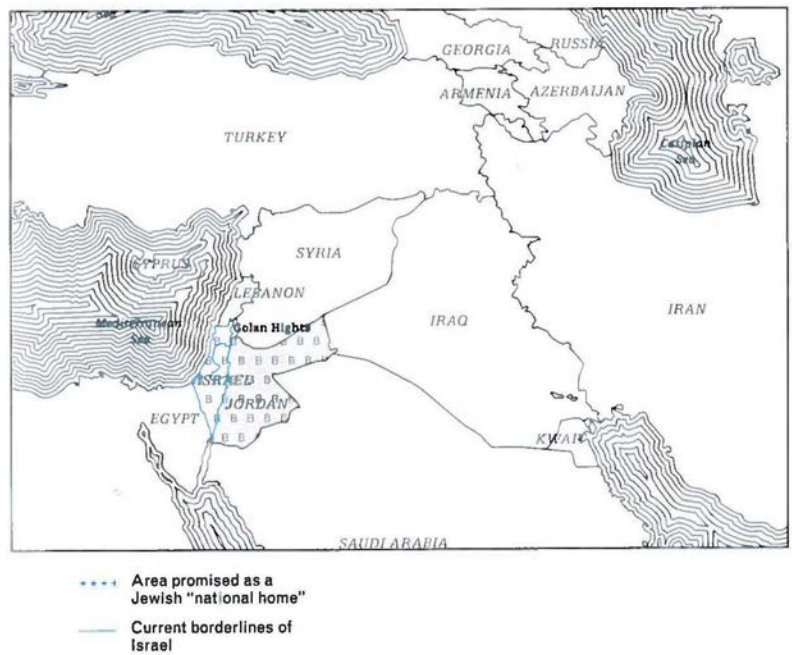 Sea
GEORGIA
RUSSIA
ARMENIA
AZERBAIJAN
TURKEY
Caspian
Sea
SYRIA
CYPRUS
LEBANON
IRAN
IRAQ
Mediterranean
Sea
Golan Hights
B B
B B B B
B B B B B B B
ISRAEL
JORDAN
EGYPT
KWAIT
SAUDI ARABIA
Area promised as a
Jewish "national home"
Current borderlines of
Israel